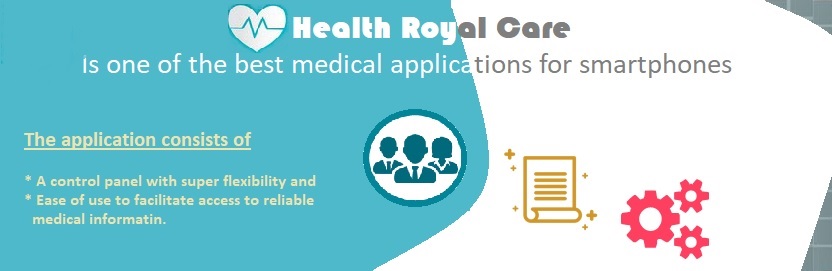 Health Royal Care
Is one of the best medical applications for smartphones
The application consists of
* A control panel with super flexibility and
* Ease of use to facilitate access to reliable
medical informatin.